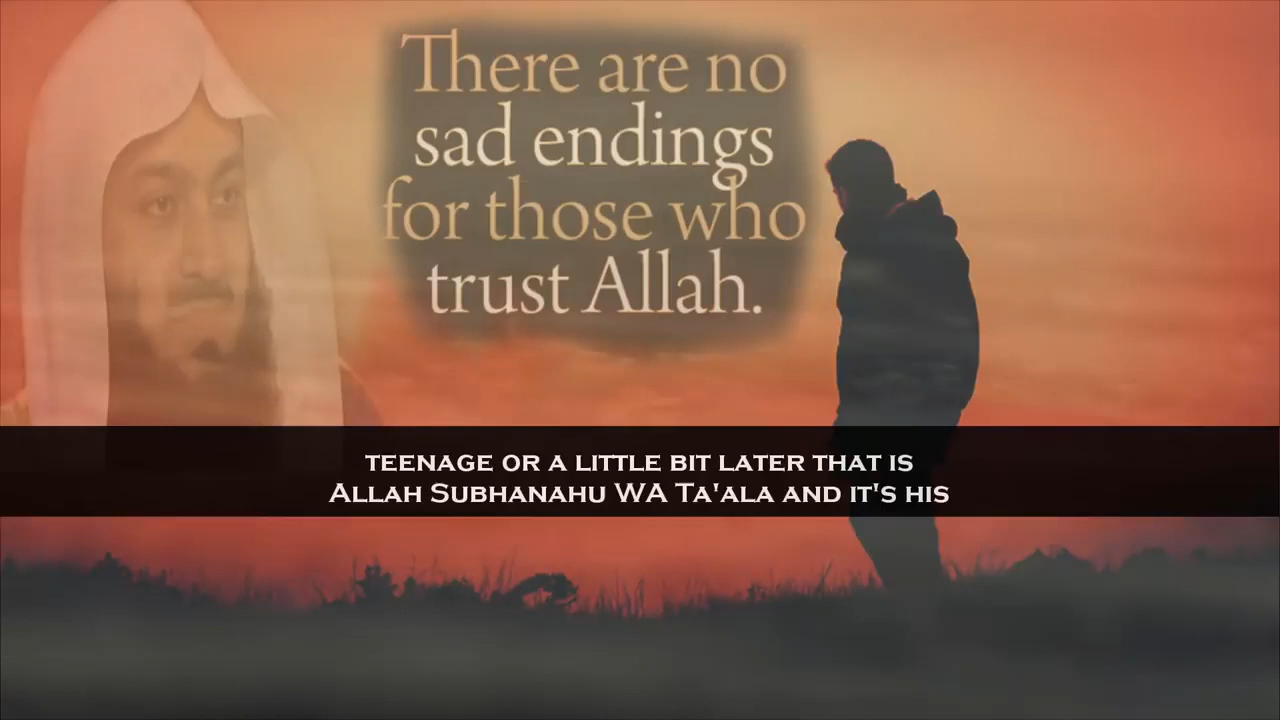 There are no
sad endings
for those who
trust Allah.
TEENAGE OR A LITTLE BIT LATER THAT IS
ALLAH SUBHANAHU WA TA'ALA AND IT'S HIS